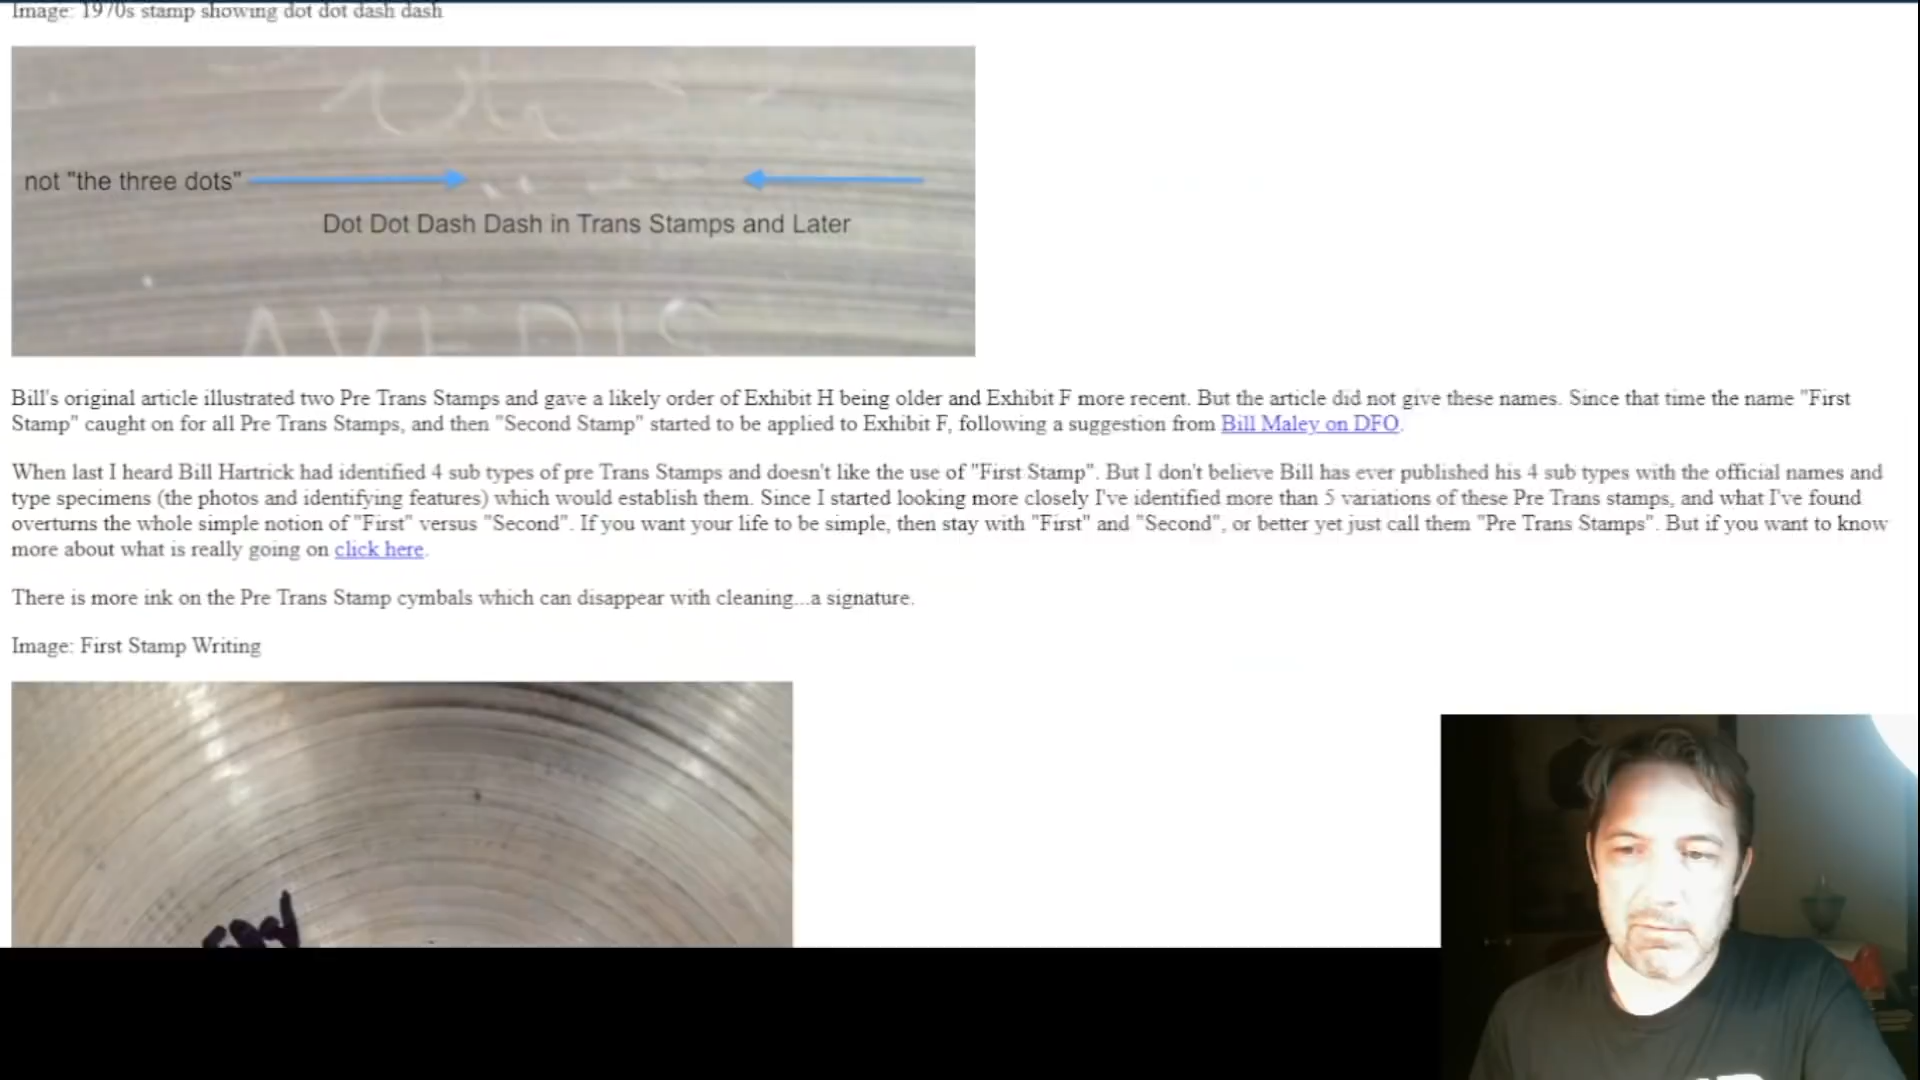 Image: 1970s stamp showing dot dot dash dash
not "the three dots"
Dot Dot Dash Dash in Trans Stamps and Later
AVEDIS
Bill's original article illustrated two Pre Trans Stamps and gave a likely order of Exhibit H being older and Exhibit F more recent. But the article did not give these names. Since that time the name "First
Stamp" caught on for all Pre Trans Stamps, and then "Second Stamp" started to be applied to Exhibit F, following a suggestion from Bill Maley on DFO.
When last I heard Bill Hartrick had identified 4 sub types of pre Trans Stamps and doesn't like the use of "First Stamp". But I don't believe Bill has ever published his 4 sub types with the official names and
type specimens (the photos and identifying features) which would establish them. Since I started looking more closely I've identified more than 5 variations of these Pre Trans stamps, and what I've found
overturns the whole simple notion of "First" versus "Second". If you want your life to be simple, then stay with "First" and "Second", or better yet just call them "Pre Trans Stamps". But if you want to know
more about what is really going on click here.
There is more ink on the Pre Trans Stamp cymbals which can disappear with cleaning...a signature.
Image: First Stamp Writing